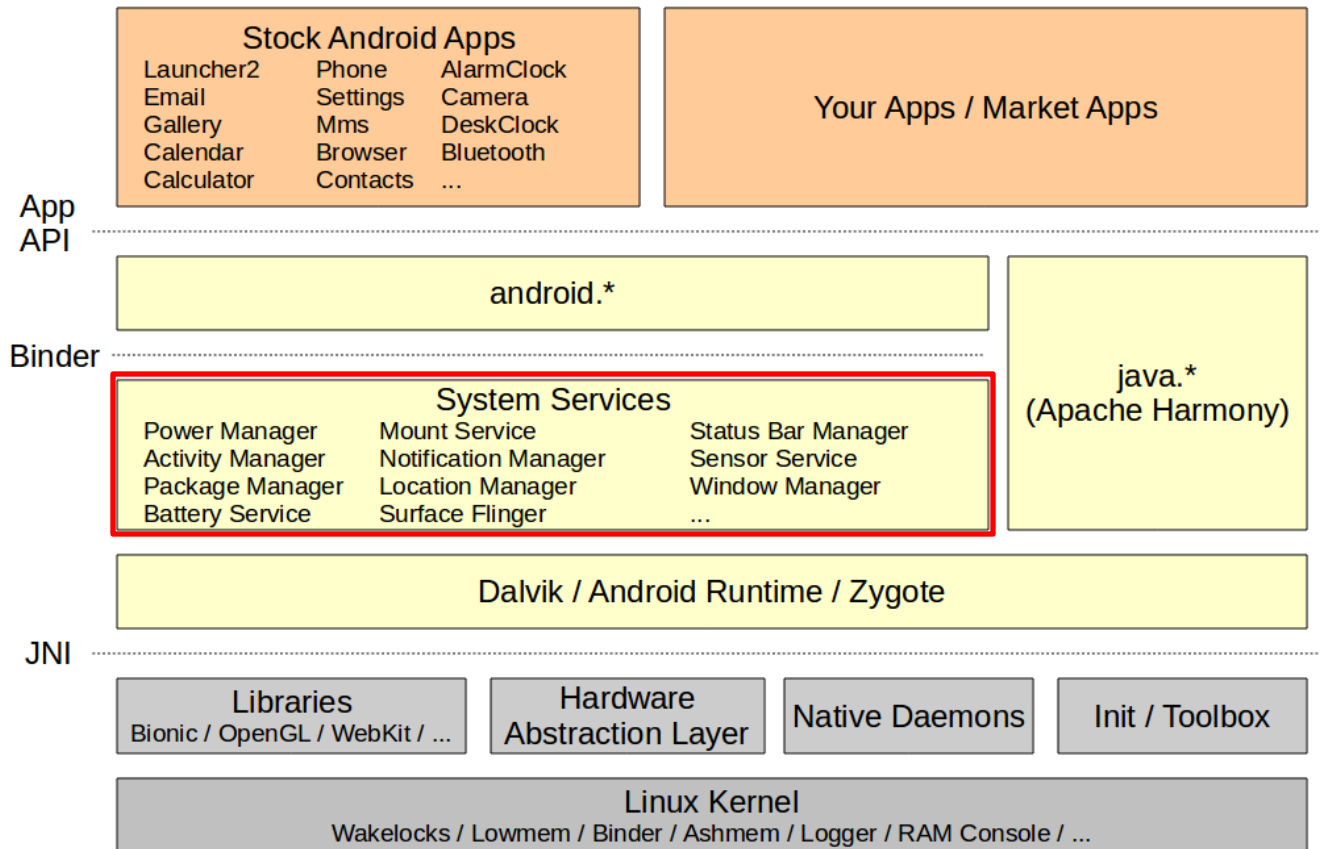 Stock Android Apps
Launcher2 Phone AlarmClock
Email Settings Camera
Gallery Mms DeskClock
Calendar Browser Bluetooth
Calculator Contacts ...
Your Apps / Market Apps
App
API
android.*
java.*
(Apache Harmony)
Binder
System Services
Power Manager Mount Service Status Bar Manager
Activity Manager Notification Manager Sensor Service
Package Manager Location Manager Window Manager
Battery Service Surface Flinger ...
Dalvik / Android Runtime / Zygote
JNI
Libraries
Bionic / OpenGL / WebKit / ...
Hardware
Abstraction Layer
Native Daemons
Init / Toolbox
Linux Kernel
Wakelocks / Lowmem / Binder / Ashmem / Logger / RAM Console / ...